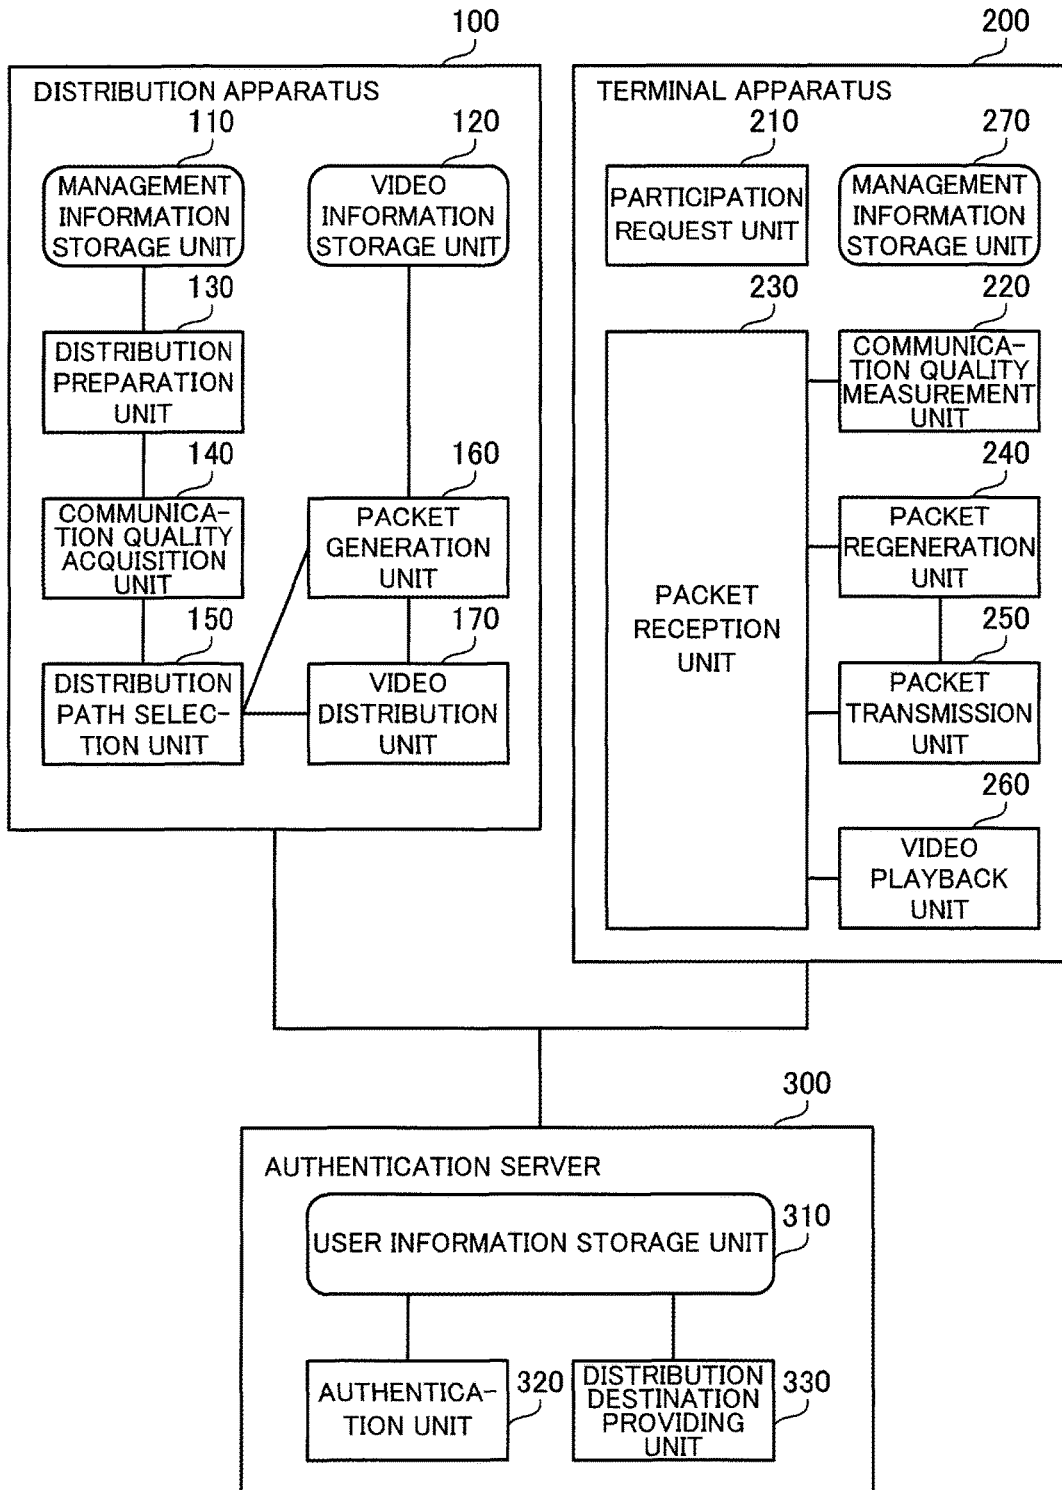 100
DISTRIBUTION APPARATUS
110
MANAGEMENT
INFORMATION
STORAGE UNIT
120
VIDEO
INFORMATION
STORAGE UNIT
130
DISTRIBUTION
PREPARATION
UNIT
140
COMMUNICA-
TION QUALITY
ACQUISITION
UNIT
160
PACKET
GENERATION
UNIT
150
DISTRIBUTION
PATH SELEC-
TION UNIT
170
VIDEO
DISTRIBUTION
UNIT
200
TERMINAL APPARATUS
210
PARTICIPATION
REQUEST UNIT
270
MANAGEMENT
INFORMATION
STORAGE UNIT
230
PACKET
RECEPTION
UNIT
220
COMMUNICA-
TION QUALITY
MEASUREMENT
UNIT
240
PACKET
REGENERATION
UNIT
250
PACKET
TRANSMISSION
UNIT
260
VIDEO
PLAYBACK
UNIT
300
AUTHENTICATION SERVER
310
USER INFORMATION STORAGE UNIT
320
AUTHENTICA-
TION UNIT
330
DISTRIBUTION
DESTINATION
PROVIDING
UNIT